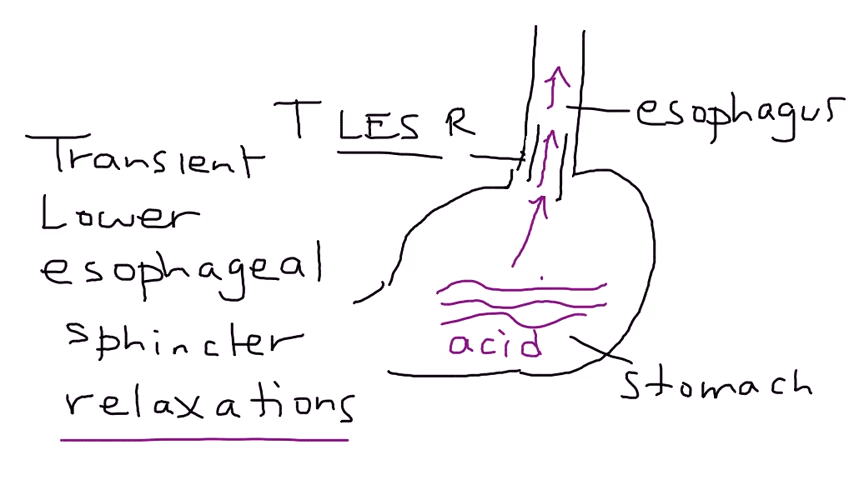 T LES R
esophagus
Transient
Lower
esophageal
sphincter
relaxations
acid
stomach